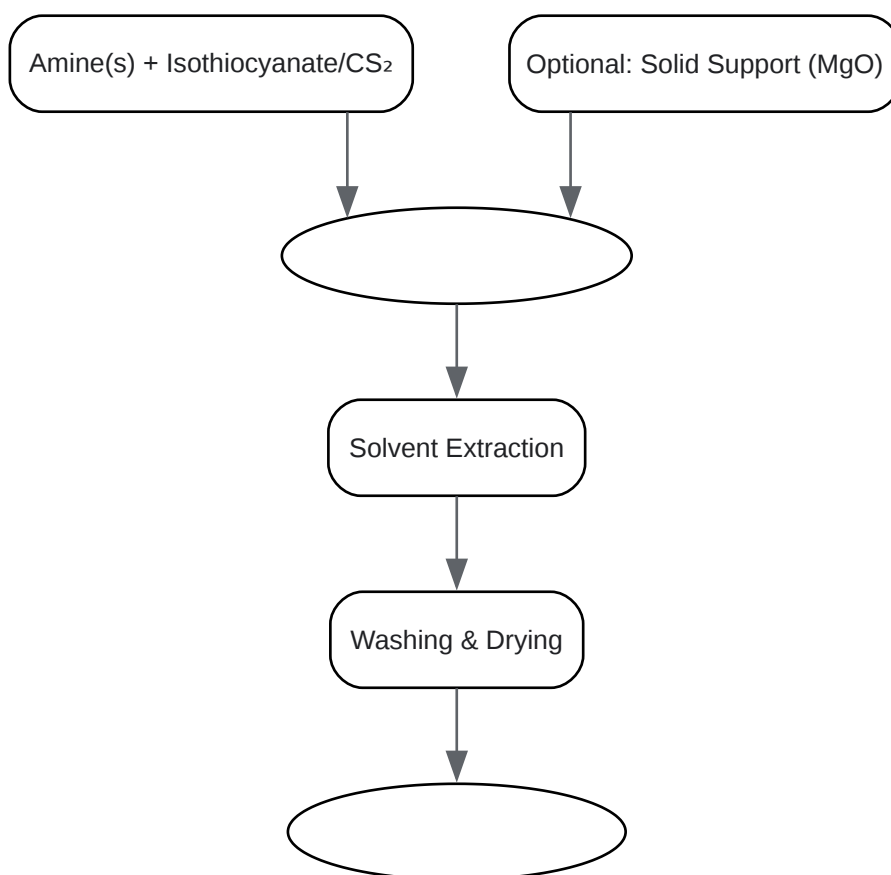 Amine(s) + Isothiocyanate/CS₂
Optional: Solid Support (MgO)
Solvent Extraction
Washing & Drying